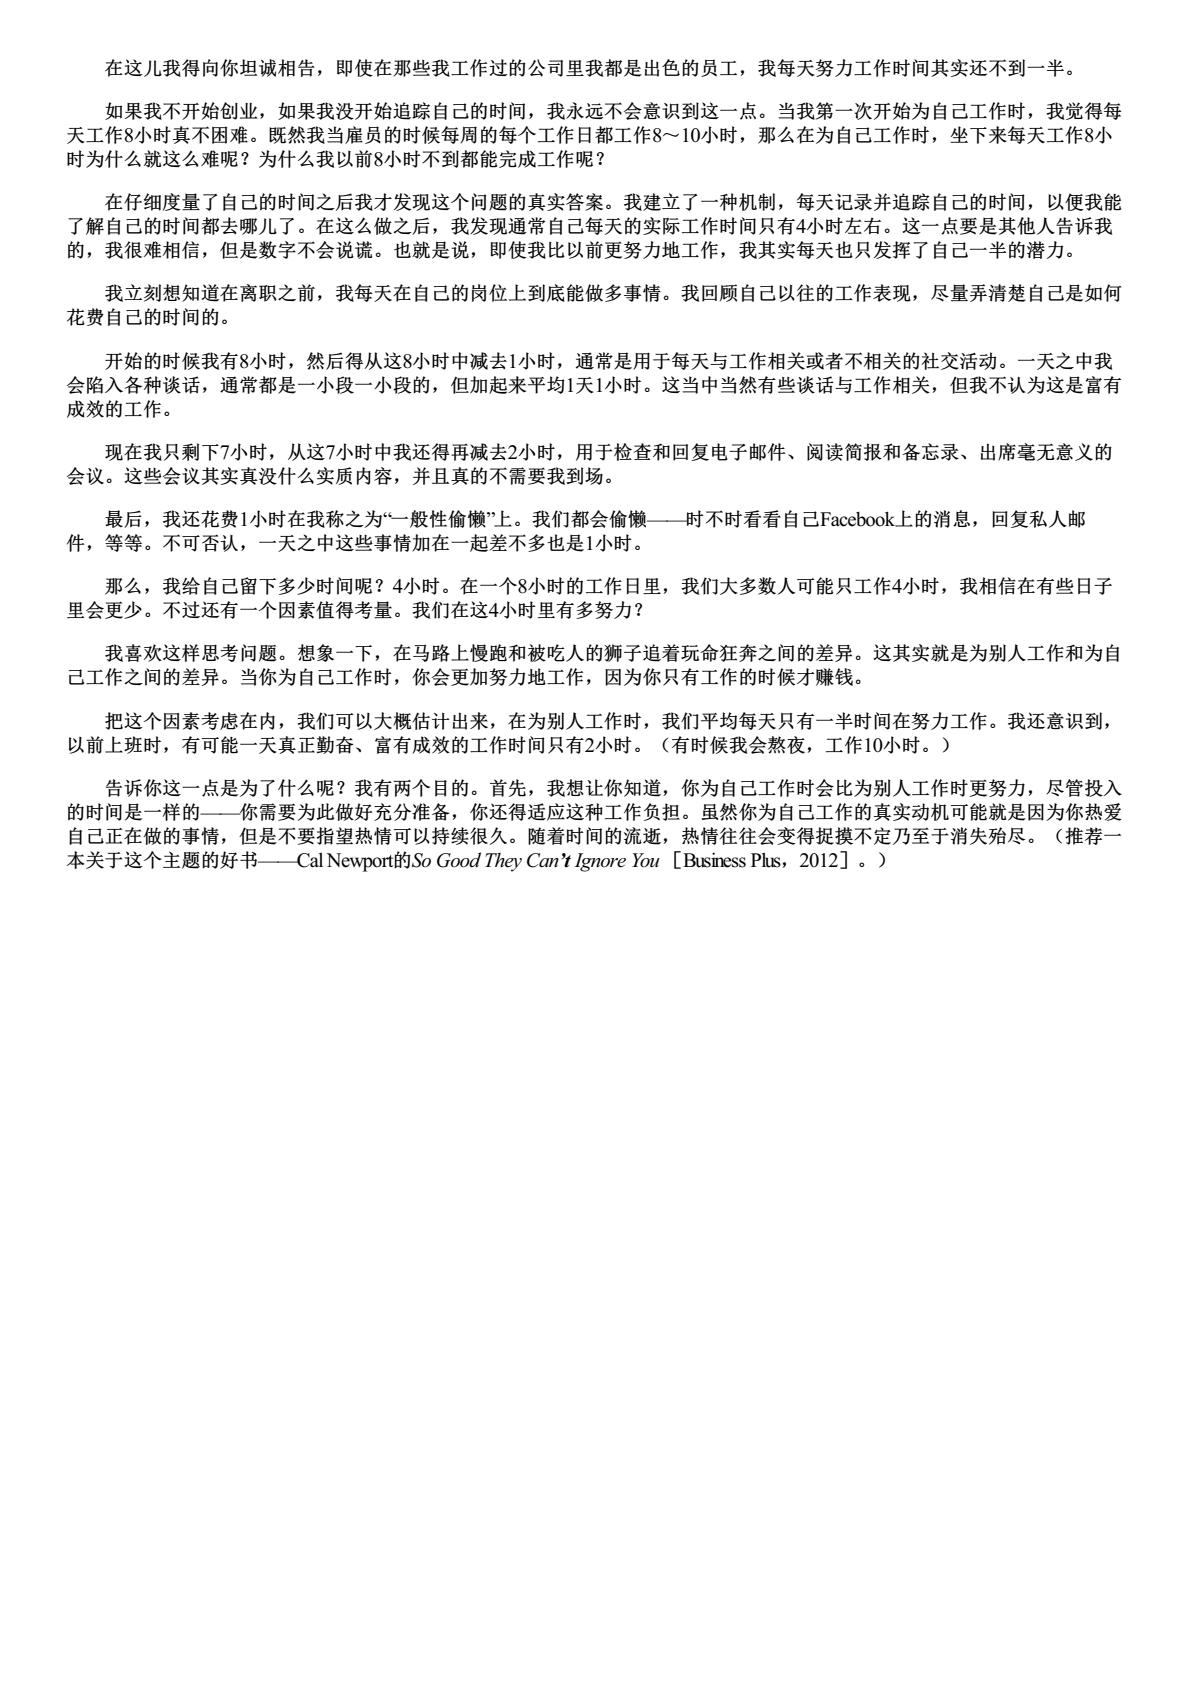 在这儿我得向你坦诚相告，即使在那些我工作过的公司里我都是出色的员工，我每天努力工作时间其实还不到一半。
如果我不开始创业，如果我没开始追踪自己的时间，我永远不会意识到这一点。当我第一次开始为自己工作时，我觉得每
天工作8小时真不困难。既然我当雇员的时候每周的每个工作日都工作8～10小时，那么在为自己工作时，坐下来每天工作8小
时为什么就这么难呢？为什么我以前8小时不到都能完成工作呢？
在仔细度量了自己的时间之后我才发现这个问题的真实答案。我建立了一种机制，每天记录并追踪自己的时间，以便我能
了解自己的时间都去哪儿了。在这么做之后，我发现通常自己每天的实际工作时间只有4小时左右。这一点要是其他人告诉我
的，我很难相信，但是数字不会说谎。也就是说，即使我比以前更努力地工作，我其实每天也只发挥了自己一半的潜力。
我立刻想知道在离职之前，我每天在自己的岗位上到底能做多事情。我回顾自己以往的工作表现，尽量弄清楚自己是如何
花费自己的时间的。
开始的时候我有8小时，然后得从这8小时中减去1小时，通常是用于每天与工作相关或者不相关的社交活动。一天之中我
会陷入各种谈话，通常都是一小段一小段的，但加起来平均1天1小时。这当中当然有些谈话与工作相关，但我不认为这是富有
成效的工作。
现在我只剩下7小时，从这7小时中我还得再减去2小时，用于检查和回复电子邮件、阅读简报和备忘录、出席毫无意义的
会议。这些会议其实真没什么实质内容，并且真的不需要我到场。
最后，我还花费1小时在我称之为“一般性偷懒”上。我们都会偷懒——时不时看看自己Facebook上的消息，回复私人邮
件，等等。不可否认，一天之中这些事情加在一起差不多也是1小时。
那么，我给自己留下多少时间呢？4小时。在一个8小时的工作日里，我们大多数人可能只工作4小时，我相信在有些日子
里会更少。不过还有一个因素值得考量。我们在这4小时里有多努力？
我喜欢这样思考问题。想象一下，在马路上慢跑和被吃人的狮子追着玩命狂奔之间的差异。这其实就是为别人工作和为自
己工作之间的差异。当你为自己工作时，你会更加努力地工作，因为你只有工作的时候才赚钱。
把这个因素考虑在内，我们可以大概估计出来，在为别人工作时，我们平均每天只有一半时间在努力工作。我还意识到，
以前上班时，有可能一天真正勤奋、富有成效的工作时间只有2小时。（有时候我会熬夜，工作10小时。）
告诉你这一点是为了什么呢？我有两个目的。首先，我想让你知道，你为自己工作时会比为别人工作时更努力，尽管投入
的时间是一样的——你需要为此做好充分准备，你还得适应这种工作负担。虽然你为自己工作的真实动机可能就是因为你热爱
自己正在做的事情，但是不要指望热情可以持续很久。随着时间的流逝，热情往往会变得捉摸不定乃至于消失殆尽。（推荐一
本关于这个主题的好书——Cal Newport的So Good They Can’t Ignore You［Business Plus，2012］。）